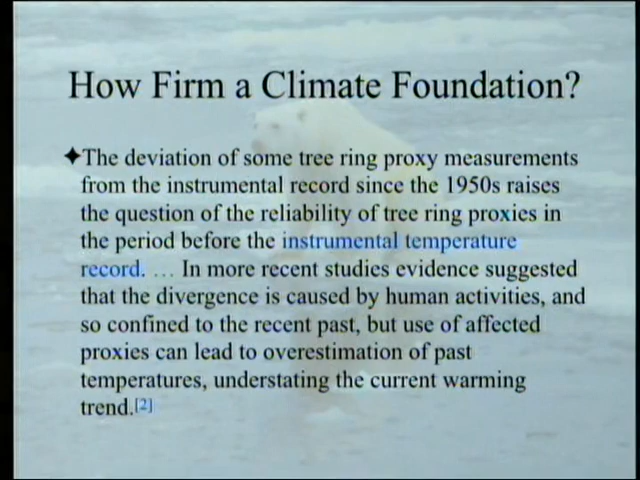 How Firm a Climate Foundation?
✦The deviation of some tree ring proxy measurements
from the instrumental record since the 1950s raises
the question of the reliability of tree ring proxies in
the period before the instrumental temperature
record. … In more recent studies evidence suggested
that the divergence is caused by human activities, and
so confined to the recent past, but use of affected
proxies can lead to overestimation of past
temperatures, understating the current warming
trend.[2]